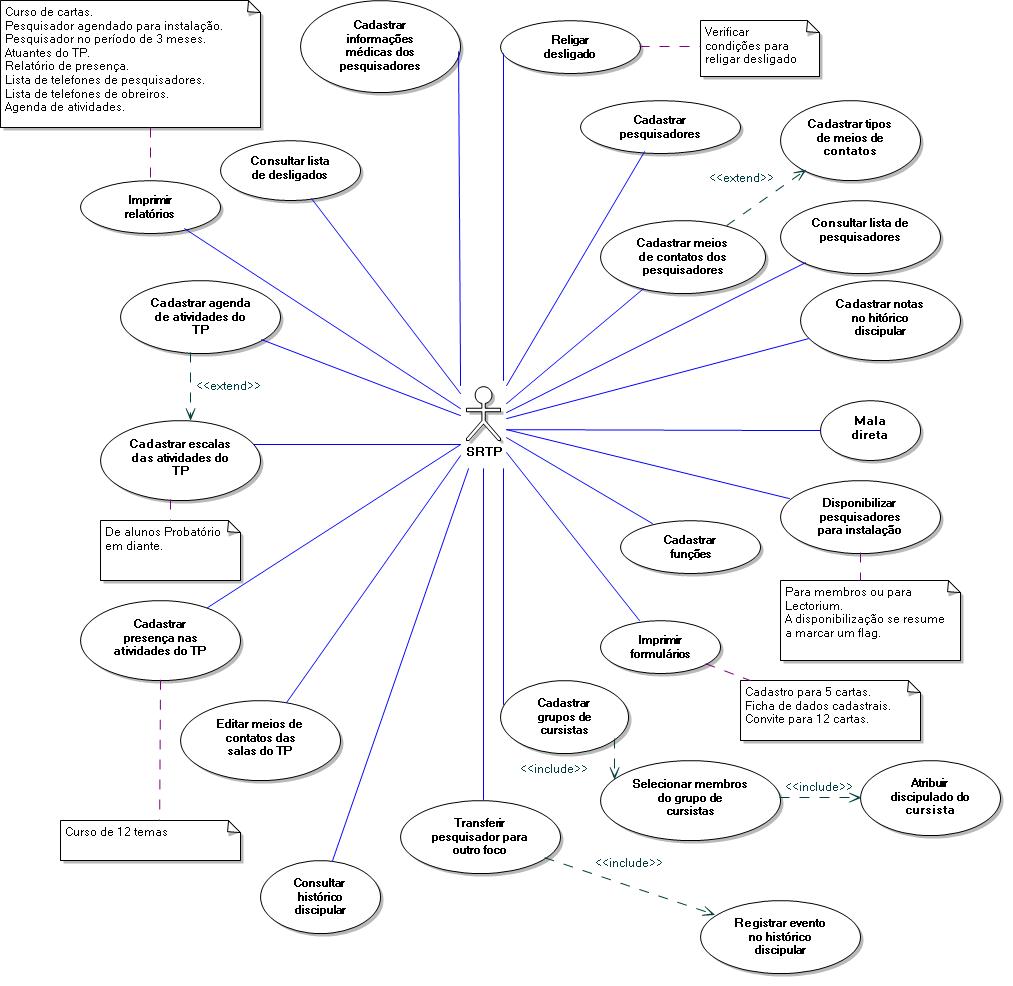 Curso de cartas.
Pesquisador agendado para instalação.
Pesquisador no período de 3 meses.
Atuantes do TP.
Relatório de presença.
Lista de telefones de pesquisadores.
Lista de telefones de obreiros.
Agenda de atividades.
Cadastrar
informações
médicas dos
pesquisadores
Religar
desligado
Verificar
condições para
religar desligado
Cadastrar
pesquisadores
Cadastrar tipos
de meios de
contatos
Consultar lista
de desligados
<<extend>>
Imprimir
relatórios
Cadastrar meios
de contatos dos
pesquisadores
Consultar lista de
pesquisadores
Cadastrar agenda
de atividades do
TP
Cadastrar notas
no hitórico
discipular
<<extend>>
SRTP
Mala
direta
Cadastrar escalas
das atividades do
TP
Disponibilizar
pesquisadores
para instalação
De alunos Probatório
em diante.
Cadastrar
funções
Para membros ou para
Lectorium.
A disponibilização se resume
a marcar um flag.
Cadastrar
presença nas
atividades do TP
Imprimir
formulários
Cadastro para 5 cartas.
Ficha de dados cadastrais.
Convite para 12 cartas.
Cadastrar
grupos de
cursistas
Editar meios de
contatos das
salas do TP
<<include>>
Selecionar membros
do grupo de
cursistas
<<include>>
Atribuir
discipulado do
cursista
Curso de 12 temas
Transferir
pesquisador para
outro foco
<<include>>
Consultar
histórico
discipular
Registrar evento
no histórico
discipular